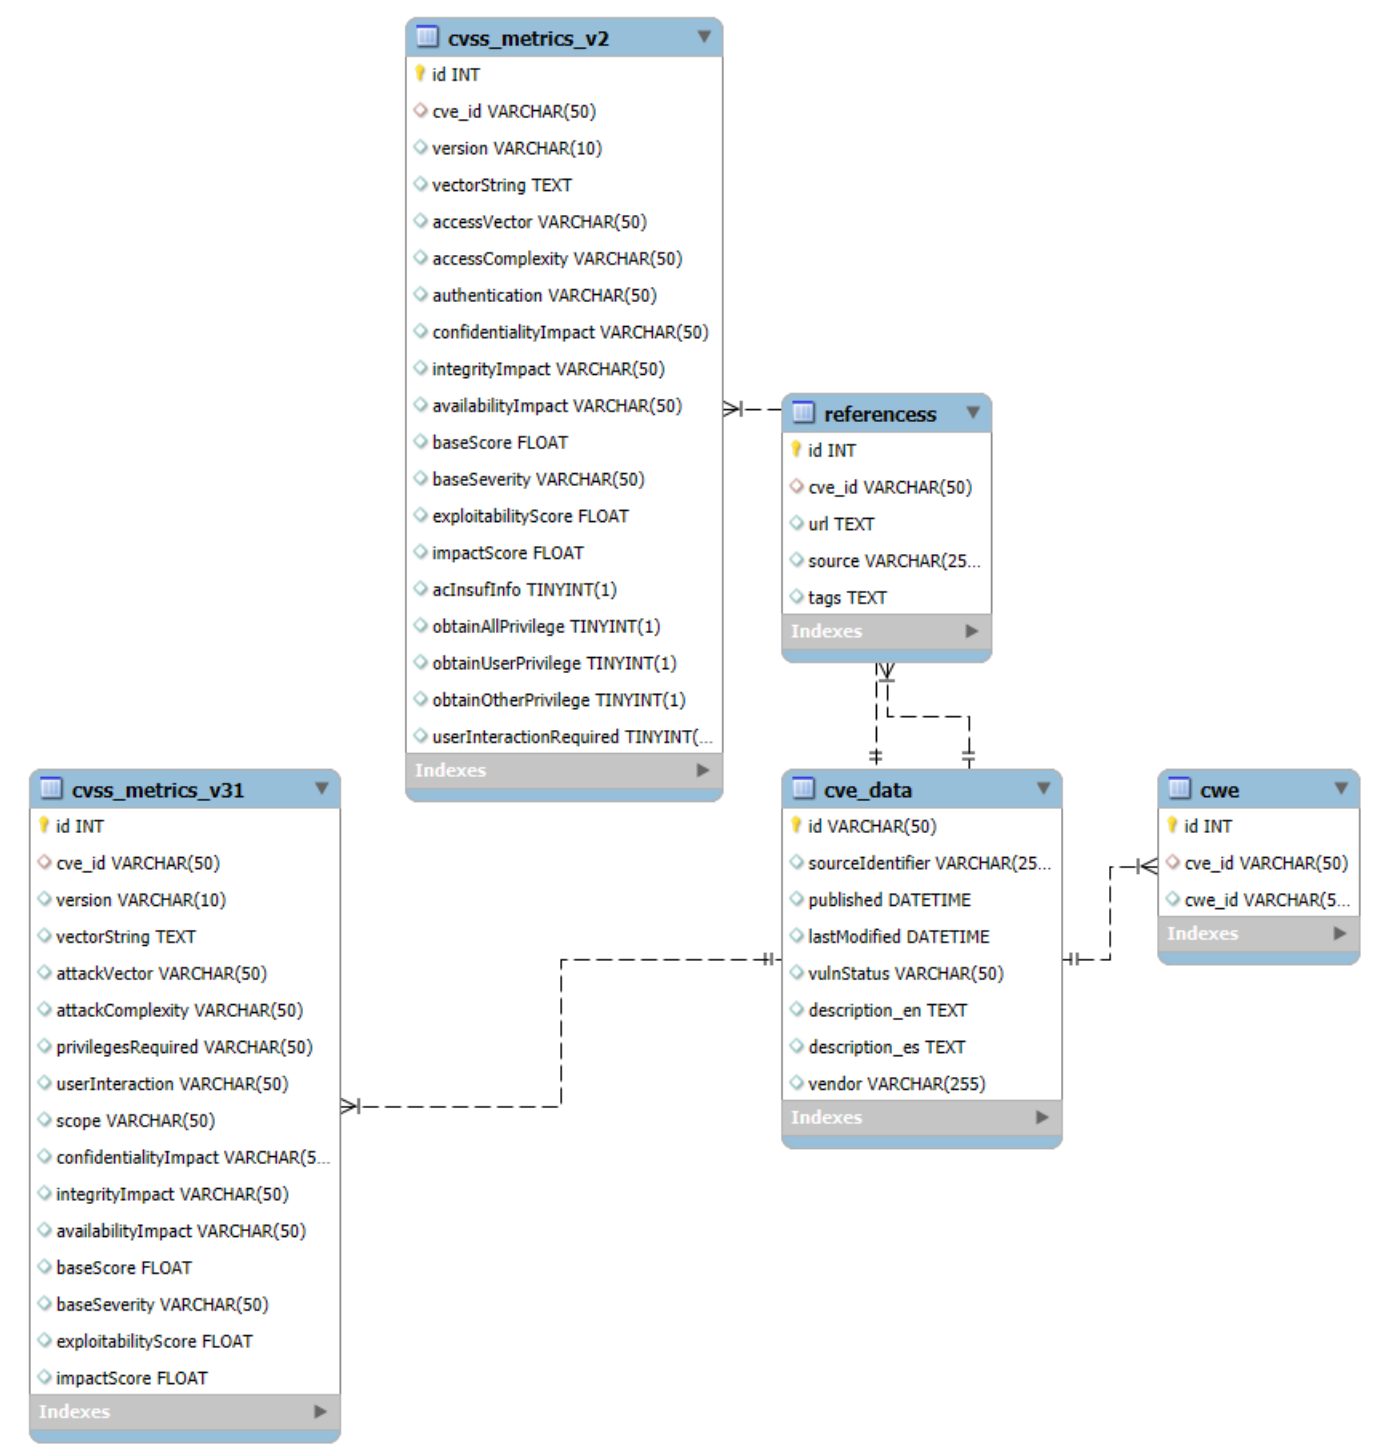 cvss_metrics_v2
id INT
cve_id VARCHAR(50)
version VARCHAR(10)
vectorString TEXT
accessVector VARCHAR(50)
accessComplexity VARCHAR(50)
authentication VARCHAR(50)
confidentialityImpact VARCHAR(50)
integrityImpact VARCHAR(50)
availabilityImpact VARCHAR(50)
baseScore FLOAT
baseSeverity VARCHAR(50)
exploitabilityScore FLOAT
impactScore FLOAT
acInsufInfo TINYINT(1)
obtainAllPrivilege TINYINT(1)
obtainUserPrivilege TINYINT(1)
obtainOtherPrivilege TINYINT(1)
userInteractionRequired TINYINT(...
Indexes
referencess
id INT
cve_id VARCHAR(50)
url TEXT
source VARCHAR(25...
tags TEXT
Indexes
cvss_metrics_v31
id INT
cve_id VARCHAR(50)
version VARCHAR(10)
vectorString TEXT
attackVector VARCHAR(50)
attackComplexity VARCHAR(50)
privilegesRequired VARCHAR(50)
userInteraction VARCHAR(50)
scope VARCHAR(50)
confidentialityImpact VARCHAR(5...
integrityImpact VARCHAR(50)
availabilityImpact VARCHAR(50)
baseScore FLOAT
baseSeverity VARCHAR(50)
exploitabilityScore FLOAT
impactScore FLOAT
Indexes
cve_data
id VARCHAR(50)
sourceIdentifier VARCHAR(25...
published DATETIME
lastModified DATETIME
vulnStatus VARCHAR(50)
description_en TEXT
description_es TEXT
vendor VARCHAR(255)
Indexes
cwe
id INT
cve_id VARCHAR(50)
cwe_id VARCHAR(5...
Indexes